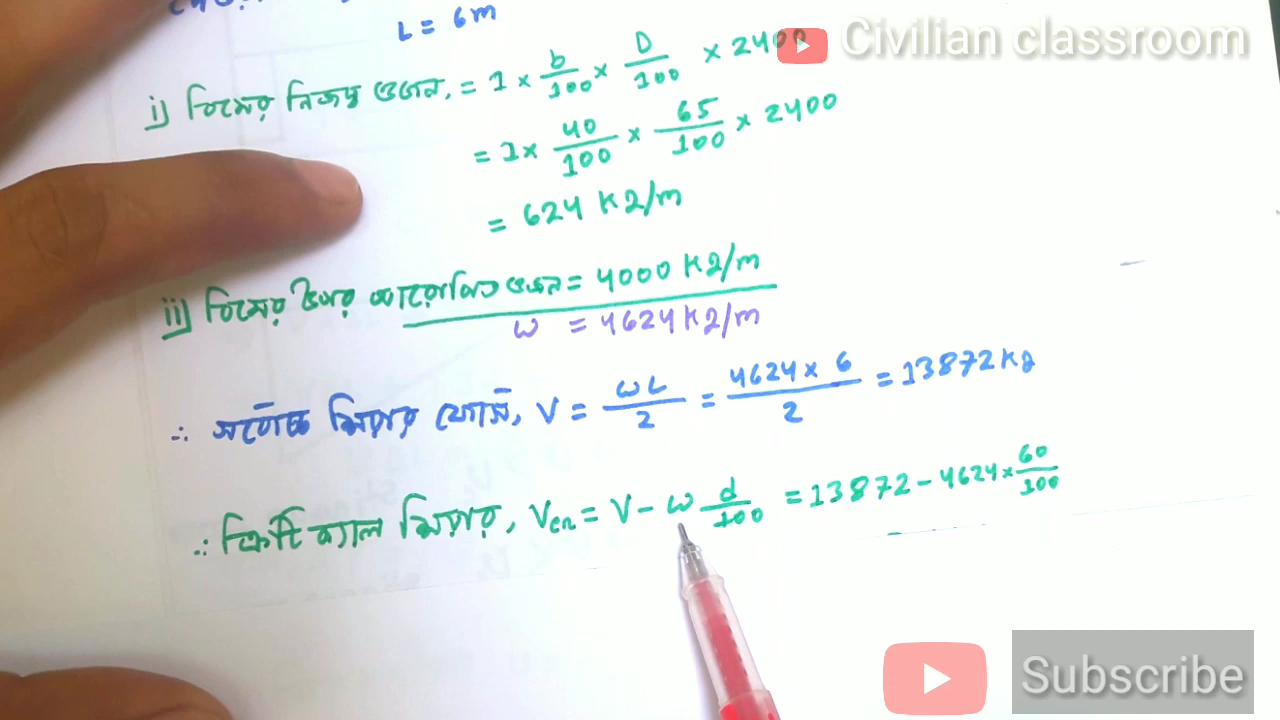 L = 6m
Civilian classroom
i) বিমের নিজস্ব ওজন, = 1 × b/100 × D/100 × 2400
= 1 × 40/100 × 65/100 × 2400
= 624 Kg/m
ii) বিমের উপর আরোপিত ওজন = 4000 Kg/m
ω = 4624 Kg/m
∴ সর্বোচ্চ শিয়ার ফোর্স, V = ωL/2 = 4624 × 6/2 = 13872 kg
∴ ক্রিটিক্যাল শিয়ার, Vcr = V - ω d/100 = 13872 - 4624 × 60/100
Subscribe